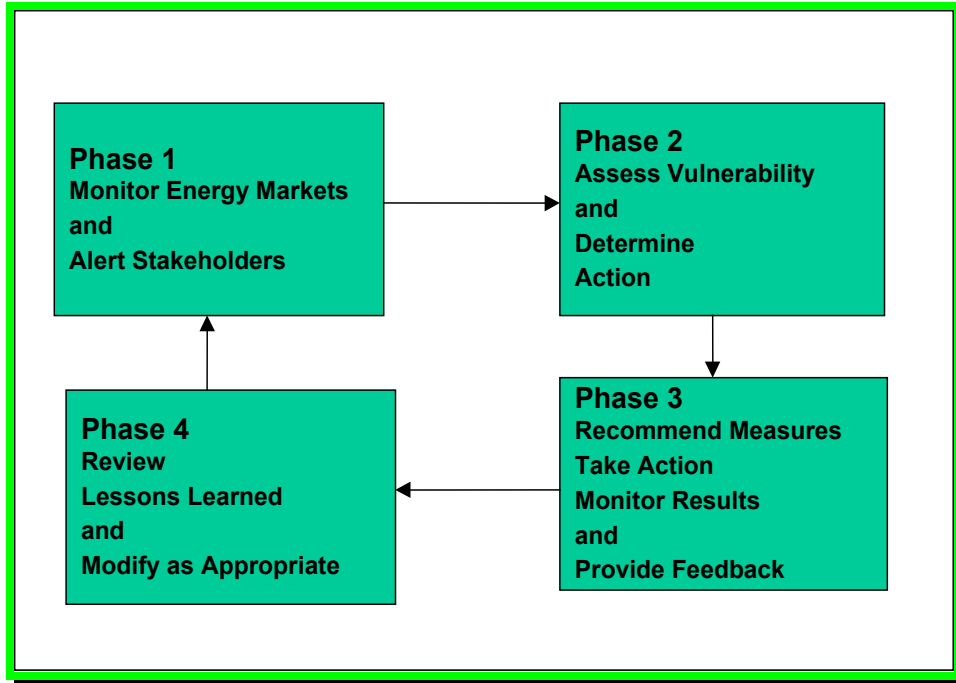 Phase 1
Monitor Energy Markets
and
Alert Stakeholders
Phase 2
Assess Vulnerability
and
Determine
Action
Phase 3
Recommend Measures
Take Action
Monitor Results
and
Provide Feedback
Phase 4
Review
Lessons Learned
and
Modify as Appropriate